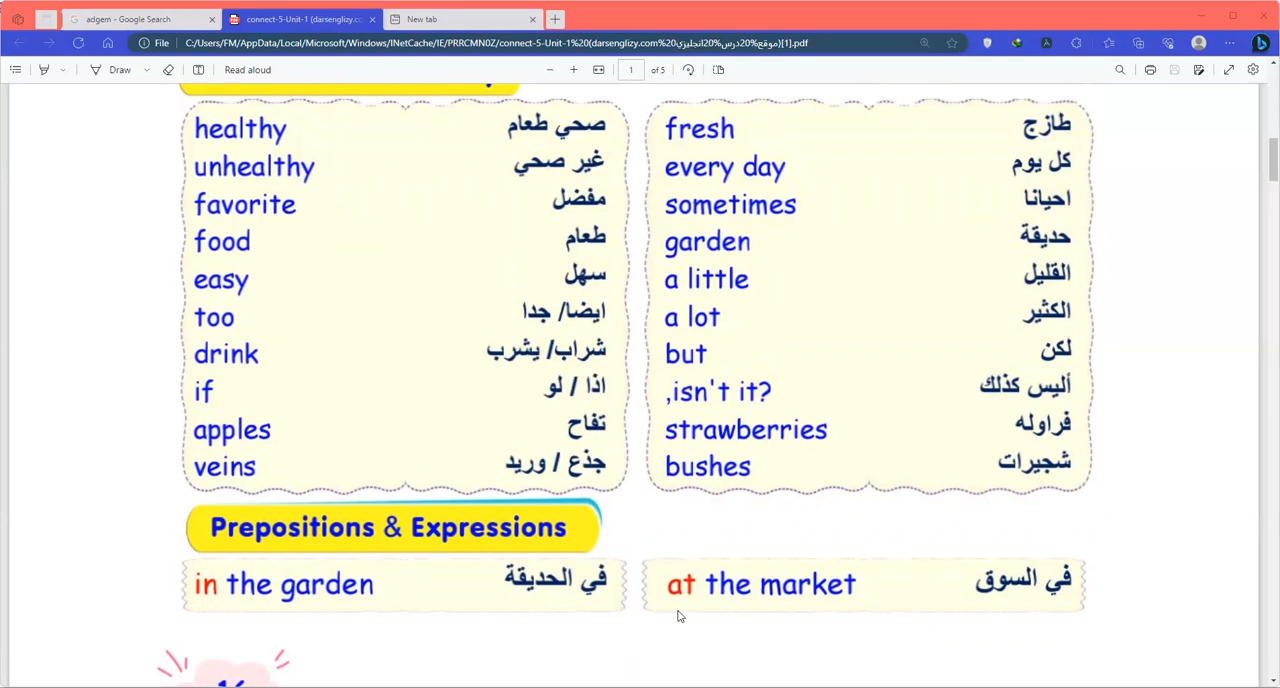 adgem - Google Search
connect-5-Unit-1 (darsenglizy.co
New tab
File
C:/Users/FM/AppData/Local/Microsoft/Windows/INetCache/IE/PRRCMN0Z/connect-5-Unit-1%20(darsenglizy.com%20موقع%20درس%20انجليزي)[1].pdf
Draw
Read aloud
1 of 5
healthy صحي طعام
unhealthy غير صحي
favorite مفضل
food طعام
easy سهل
too ايضا/ جدا
drink شراب/ يشرب
if اذا / لو
apples تفاح
veins جذع / وريد
fresh طازج
every day كل يوم
sometimes احيانا
garden حديقة
a little القليل
a lot الكثير
but لكن
,isn't it? أليس كذلك
strawberries فراوله
bushes شجيرات
Prepositions & Expressions
in the garden في الحديقة
at the market في السوق